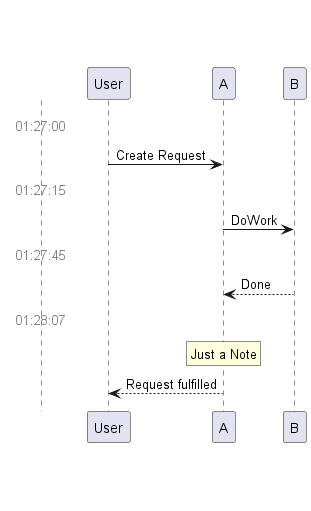 User A B
01:27:00
Create Request
01:27:15
DoWork
01:27:45
Done
01:28:07
Just a Note
Request fulfilled
User A B